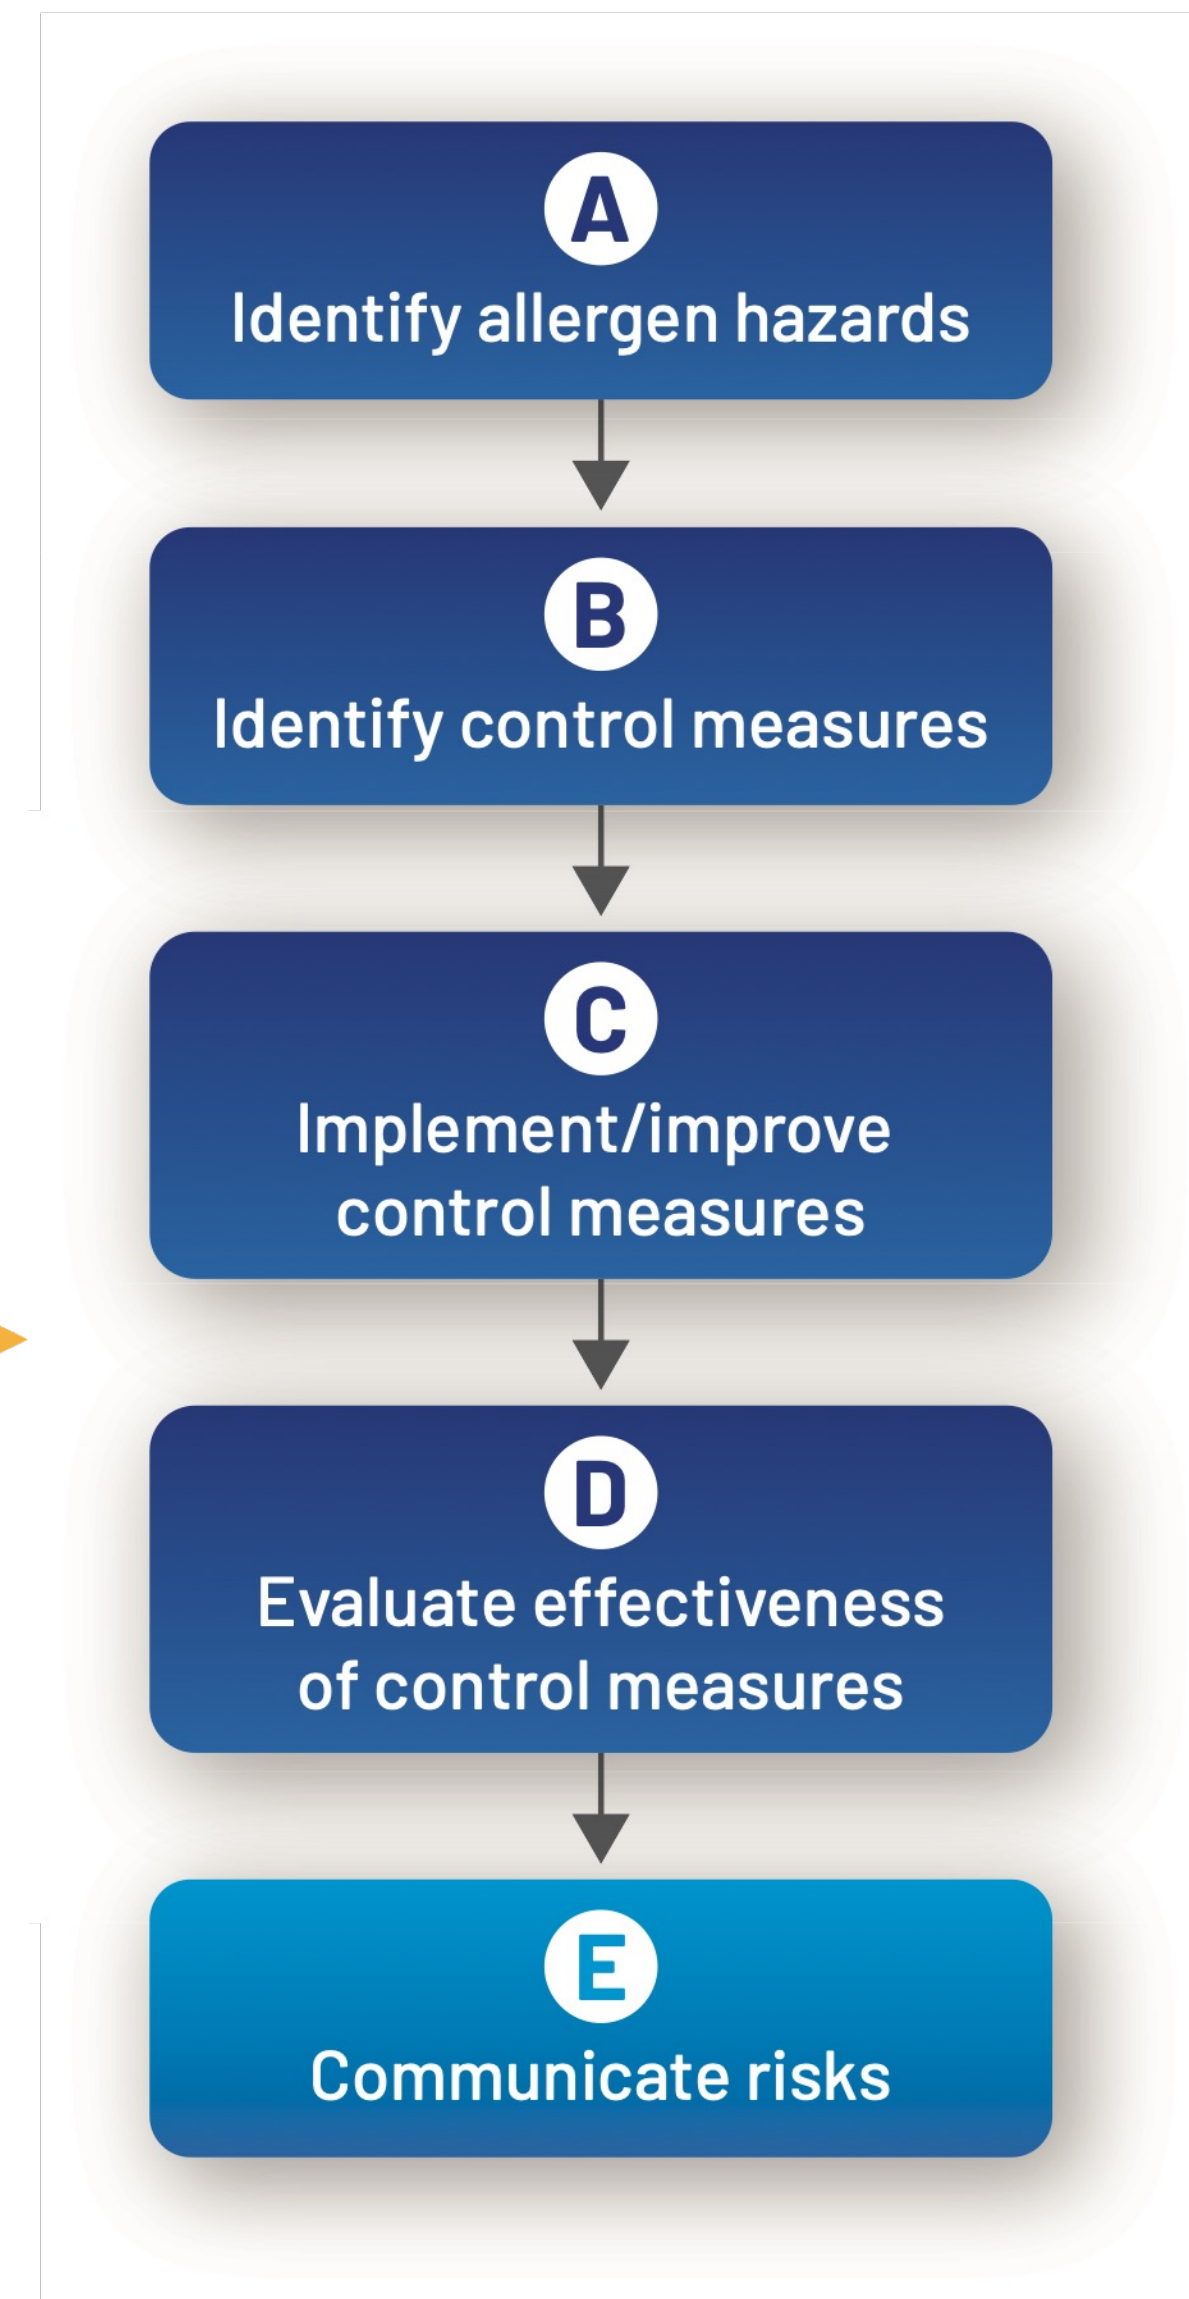 A
Identify allergen hazards
B
Identify control measures
C
Implement/improve
control measures
D
Evaluate effectiveness
of control measures
E
Communicate risks